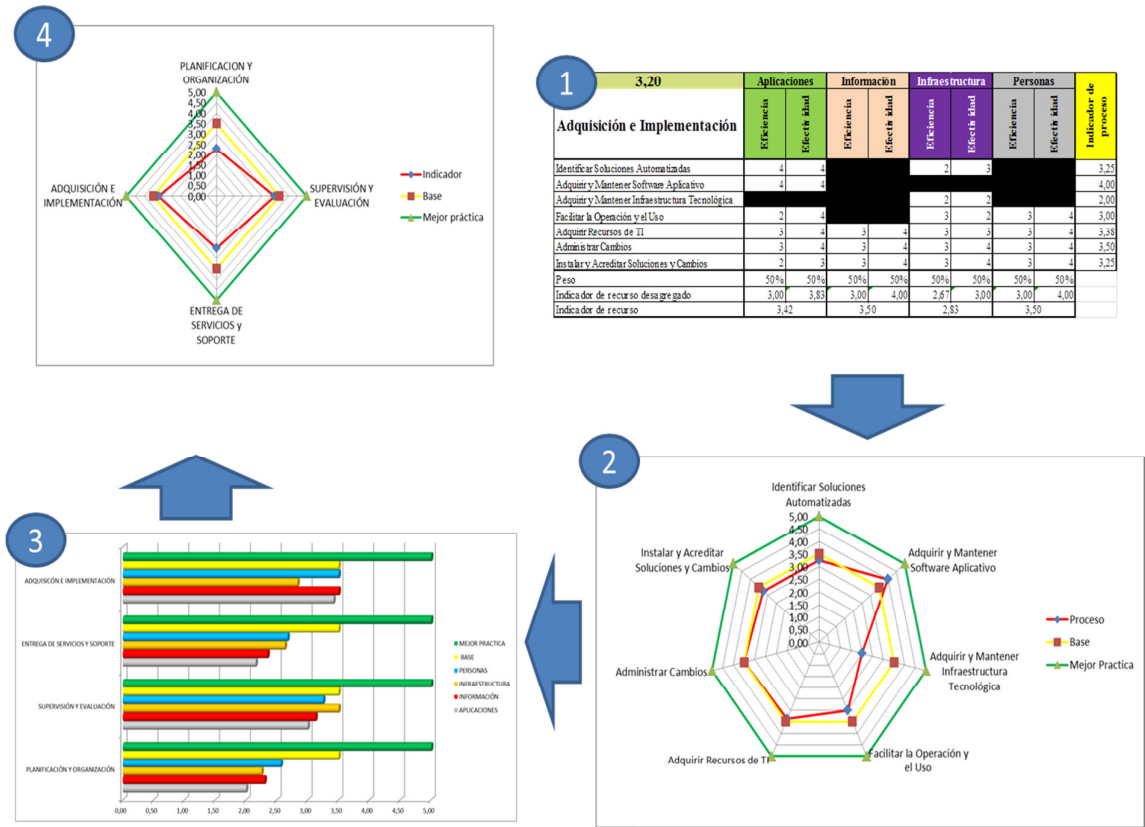 4
PLANIFICACION Y
ORGANIZACIÓN
5,00
4,50
4,00
3,50
3,00
2,50
2,00
1,50
1,00
0,50
0,00
ADQUISICIÓN E
IMPLEMENTACIÓN
SUPERVISIÓN Y
EVALUACIÓN
ENTREGA DE
SERVICIOS y
SOPORTE
Indicador
Base
Mejor práctica
1
3,20 Aplicaciones Información Infraestructura Personas Indicador de proceso
Adquisición e Implementación Eficiencia Efectividad Eficiencia Efectividad Eficiencia Efectividad Eficiencia Efectividad
Identificar Soluciones Automatizadas 4 4 2 3 3,25
Adquirir y Mantener Software Aplicativo 4 4 4,00
Adquirir y Mantener Infraestructura Tecnológica 2 2 2,00
Facilitar la Operación y el Uso 2 4 3 2 3 4 3,00
Adquirir Recursos de TI 3 4 3 4 3 3 3 4 3,38
Administrar Cambios 3 4 3 4 3 4 3 4 3,50
Instalar y Acreditar Soluciones y Cambios 2 3 3 4 3 4 3 4 3,25
Peso 50% 50% 50% 50% 50% 50% 50% 50%
Indicador de recurso desagregado 3,00 3,83 3,00 4,00 2,67 3,00 3,00 4,00
Indicador de recurso 3,42 3,50 2,83 3,50
2
Identificar Soluciones
Automatizadas
5,00
4,50
4,00
3,50
3,00
2,50
2,00
1,50
1,00
0,50
0,00
Instalar y Acreditar
Soluciones y Cambios
Adquirir y Mantener
Software Aplicativo
Administrar Cambios
Adquirir y Mantener
Infraestructura
Tecnológica
Adquirir Recursos de TI
Facilitar la Operación y
el Uso
Proceso
Base
Mejor Practica
3
ADQUISCIÓN E IMPLEMENTACIÓN
ENTREGA DE SERVICIOS Y SOPORTE
SUPERVISIÓN Y EVALUACIÓN
PLANIFICACIÓN Y ORGANIZACIÓN
0,00 0,50 1,00 1,50 2,00 2,50 3,00 3,50 4,00 4,50 5,00
MEJOR PRACTICA
BASE
PERSONAS
INFRAESTRUCTURA
INFORMACIÓN
APLICACIONES